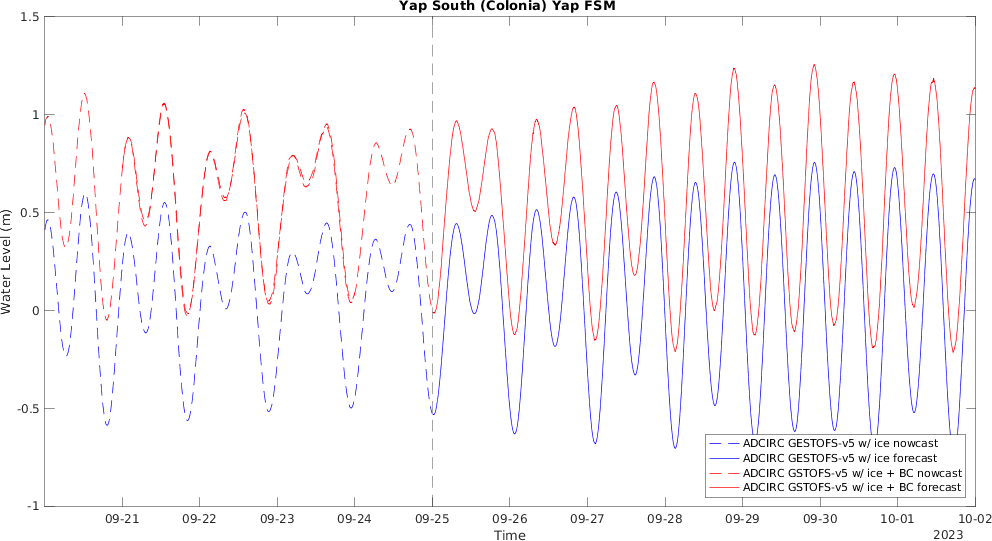 Yap South (Colonia) Yap FSM
1.5
1
0.5
0
-0.5
-1
Water Level (m)
ADCIRC GESTOFS-v5 w/ ice nowcast
ADCIRC GESTOFS-v5 w/ ice forecast
ADCIRC GSTOFS-v5 w/ ice + BC nowcast
ADCIRC GSTOFS-v5 w/ ice + BC forecast
09-21 09-22 09-23 09-24 09-25 09-26 09-27 09-28 09-29 09-30 10-01 10-02
Time
2023